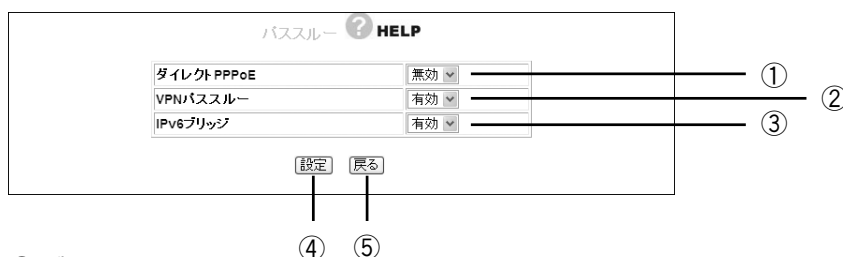 パススルー ? HELP
ダイレクトPPPoE 無効 ①
VPNパススルー 有効 ②
IPv6ブリッジ 有効 ③
設定 戻る
④ ⑤